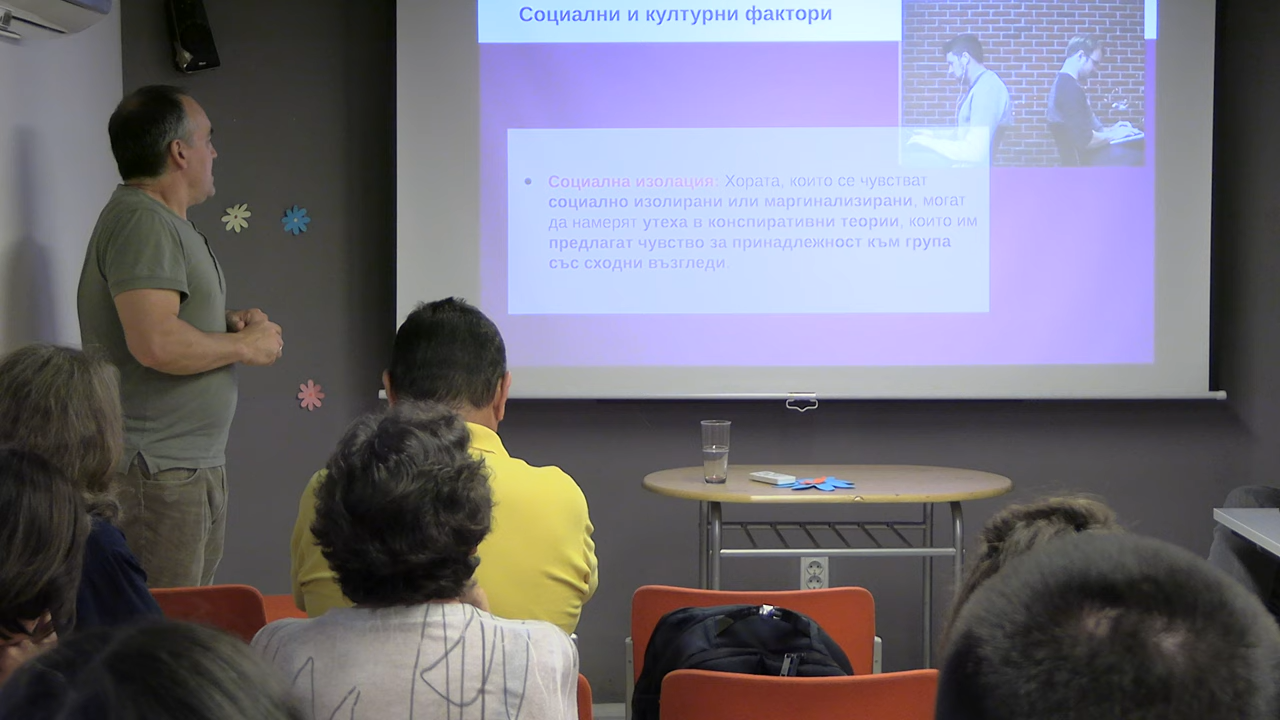 Социални и културни фактори
Социална изолация: Хората, които се чувстват
социално изолирани или маргинализирани, могат
да намерят утеха в конспиративни теории, които им
предлагат чувство за принадлежност към група
със сходни възгледи.